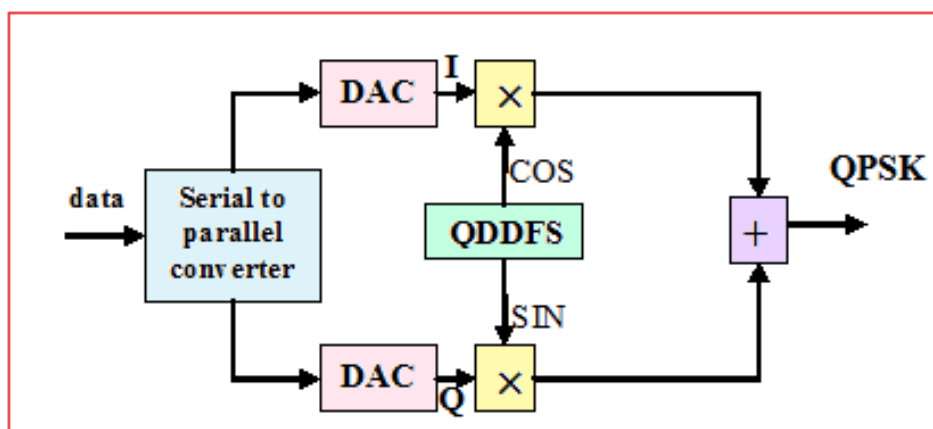 DAC
I
×
COS
QPSK
data
Serial to
parallel
converter
QDDFS
+
SIN
DAC
Q
×